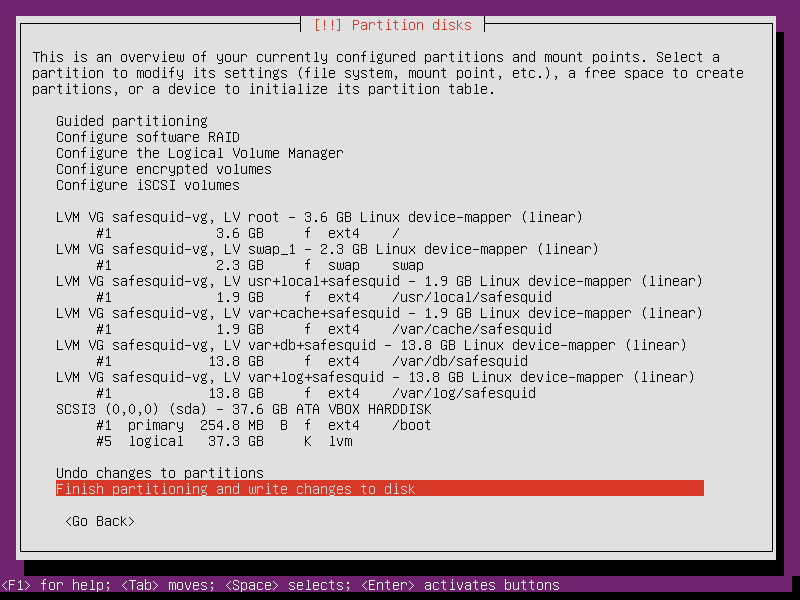 [!!] Partition disks
This is an overview of your currently configured partitions and mount points. Select a
partition to modify its settings (file system, mount point, etc.), a free space to create
partitions, or a device to initialize its partition table.
Guided partitioning
Configure software RAID
Configure the Logical Volume Manager
Configure encrypted volumes
Configure iSCSI volumes
LVM VG safesquid-vg, LV root - 3.6 GB Linux device-mapper (linear)
#1 3.6 GB f ext4 /
LVM VG safesquid-vg, LV swap_1 - 2.3 GB Linux device-mapper (linear)
#1 2.3 GB f swap swap
LVM VG safesquid-vg, LV usr+local+safesquid - 1.9 GB Linux device-mapper (linear)
#1 1.9 GB f ext4 /usr/local/safesquid
LVM VG safesquid-vg, LV var+cache+safesquid - 1.9 GB Linux device-mapper (linear)
#1 1.9 GB f ext4 /var/cache/safesquid
LVM VG safesquid-vg, LV var+db+safesquid - 13.8 GB Linux device-mapper (linear)
#1 13.8 GB f ext4 /var/db/safesquid
LVM VG safesquid-vg, LV var+log+safesquid - 13.8 GB Linux device-mapper (linear)
#1 13.8 GB f ext4 /var/log/safesquid
SCSI3 (0,0,0) (sda) - 37.6 GB ATA VBOX HARDDISK
#1 primary 254.8 MB B f ext4 /boot
#5 logical 37.3 GB K lvm
Undo changes to partitions
Finish partitioning and write changes to disk
<Go Back>
<F1> for help; <Tab> moves; <Space> selects; <Enter> activates buttons